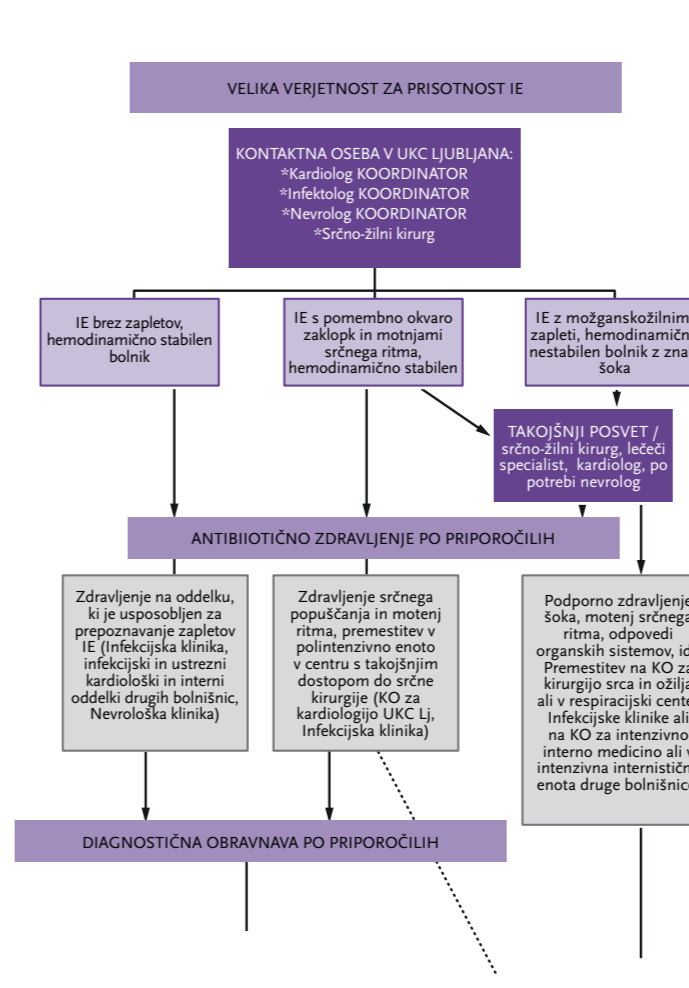 VELIKA VERJETNOST ZA PRISOTNOST IE
KONTAKTNA OSEBA V UKC LJUBLJANA:
*Kardiolog KOORDINATOR
*Infektolog KOORDINATOR
*Nevrolog KOORDINATOR
*Srčno-žilni kirurg
IE brez zapletov,
hemodinamično stabilen
bolnik
IE s pomembno okvaro
zaklopk in motnjami
srčnega ritma,
hemodinamično stabilen
IE z možganskožilnim
zapleti, hemodinamičn
nestabilen bolnik z zna
šoka
TAKOJŠNJI POSVET /
srčno-žilni kirurg, lečeči
specialist, kardiolog, po
potrebi nevrolog
ANTIBIIOTIČNO ZDRAVLJENJE PO PRIPOROČILIH
Zdravljenje na oddelku,
ki je usposobljen za
prepoznavanje zapletov
IE (Infekcijska klinika,
infekcijski in ustrezni
kardiološki in interni
oddelki drugih bolnišnic,
Nevrološka klinika)
Zdravljenje srčnega
popuščanja in motenj
ritma, premestitev v
polintenzivno enoto
v centru s takojšnjim
dostopom do srčne
kirurgije (KO za
kardiologijo UKC Lj,
Infekcijska klinika)
Podporno zdravljenje
šoka, motenj srčnega
ritma, odpovedi
organskih sistemov, id
Premestitev na KO za
kirurgijo srca in ožilja
ali v respiracijski cente
Infekcijske klinike ali
na KO za intenzivno
interno medicino ali v
intenzivna internističn
enota druge bolnišnice
DIAGNOSTIČNA OBRAVNAVA PO PRIPOROČILIH